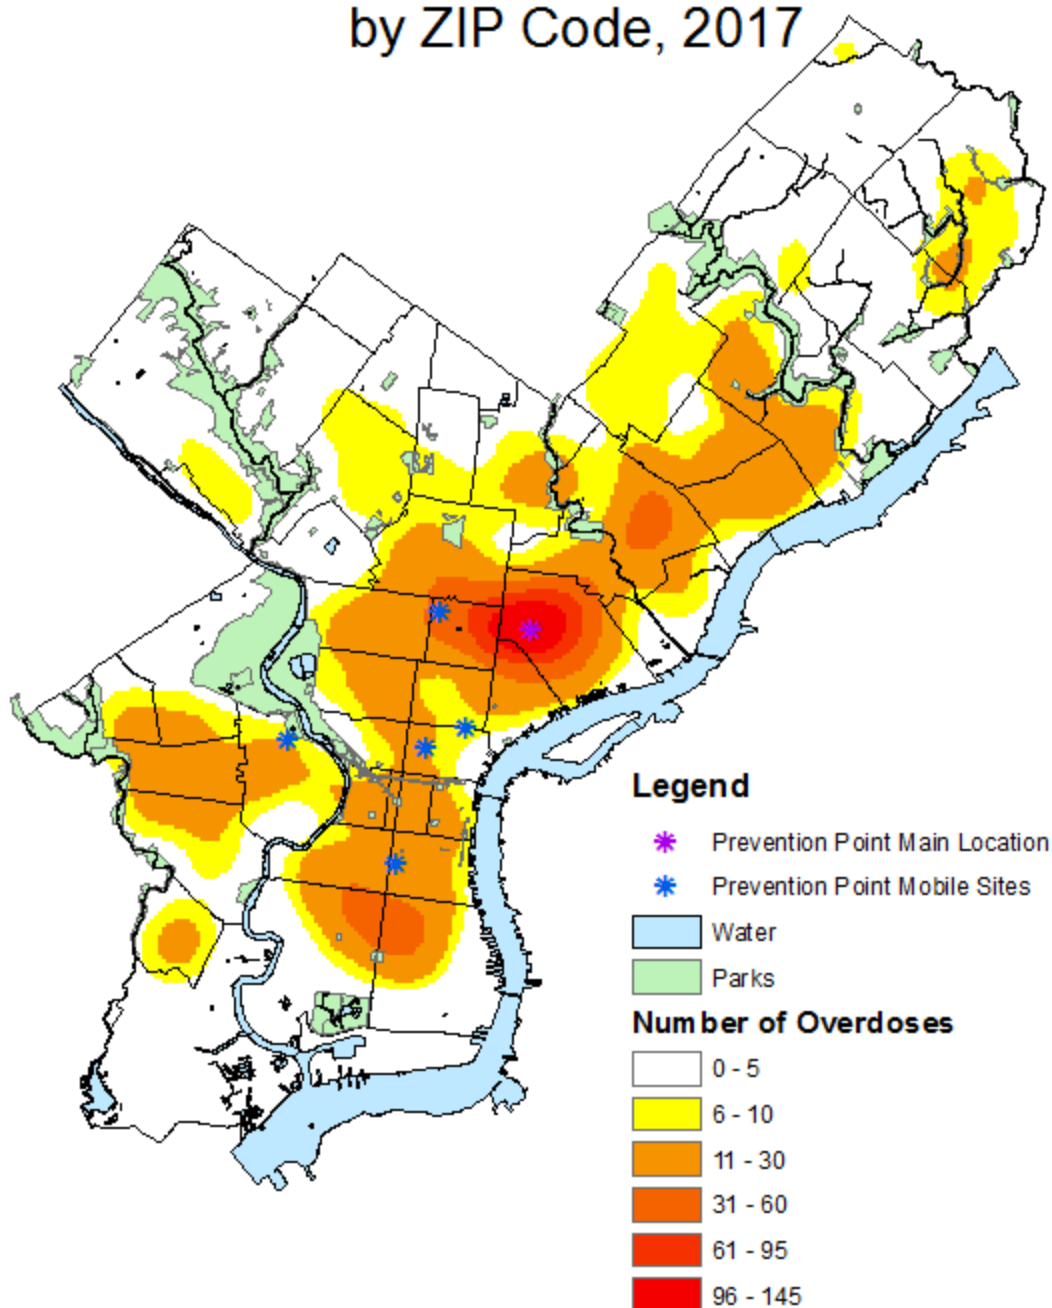 by ZIP Code, 2017
Legend
Prevention Point Main Location
Prevention Point Mobile Sites
Water
Parks
Number of Overdoses
0 - 5
6 - 10
11 - 30
31 - 60
61 - 95
96 - 145